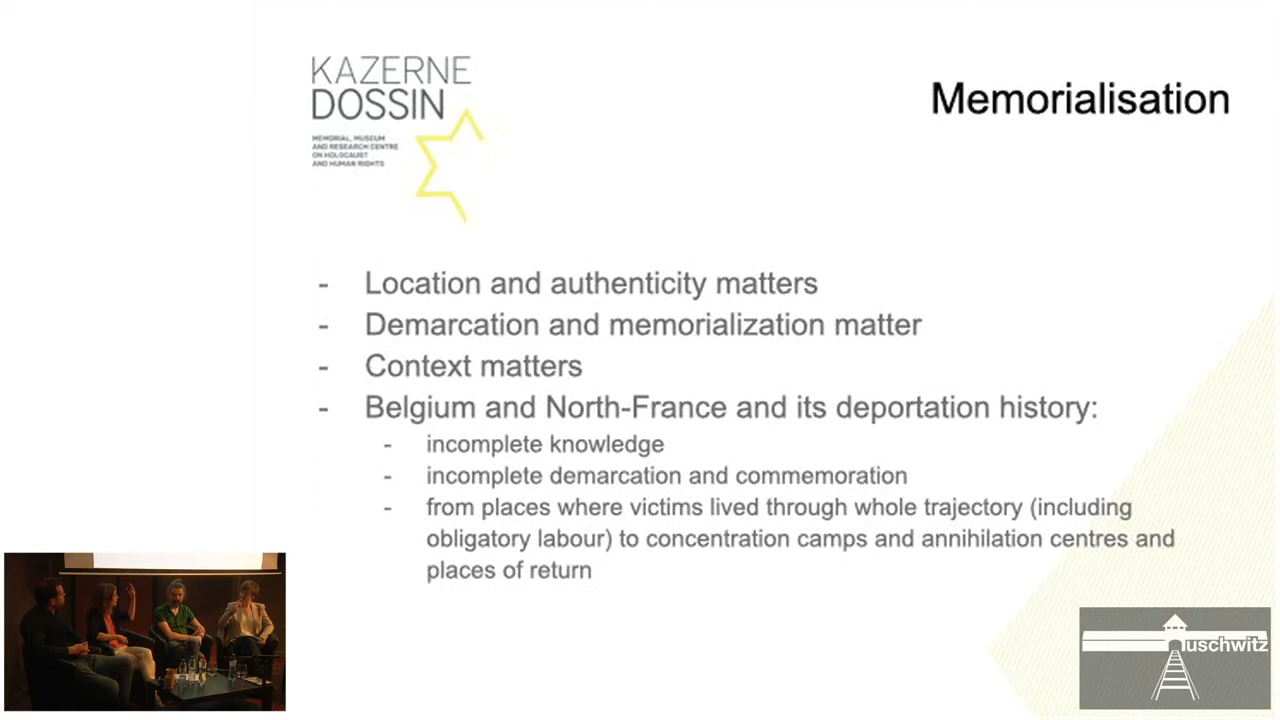 KAZERNE
DOSSIN
MEMORIAL, MUSEUM
AND RESEARCH CENTRE
ON HOLOCAUST
AND HUMAN RIGHTS
Memorialisation
- Location and authenticity matters
- Demarcation and memorialization matter
- Context matters
- Belgium and North-France and its deportation history:
- incomplete knowledge
- incomplete demarcation and commemoration
- from places where victims lived through whole trajectory (including
obligatory labour) to concentration camps and annihilation centres and
places of return
uschwitz